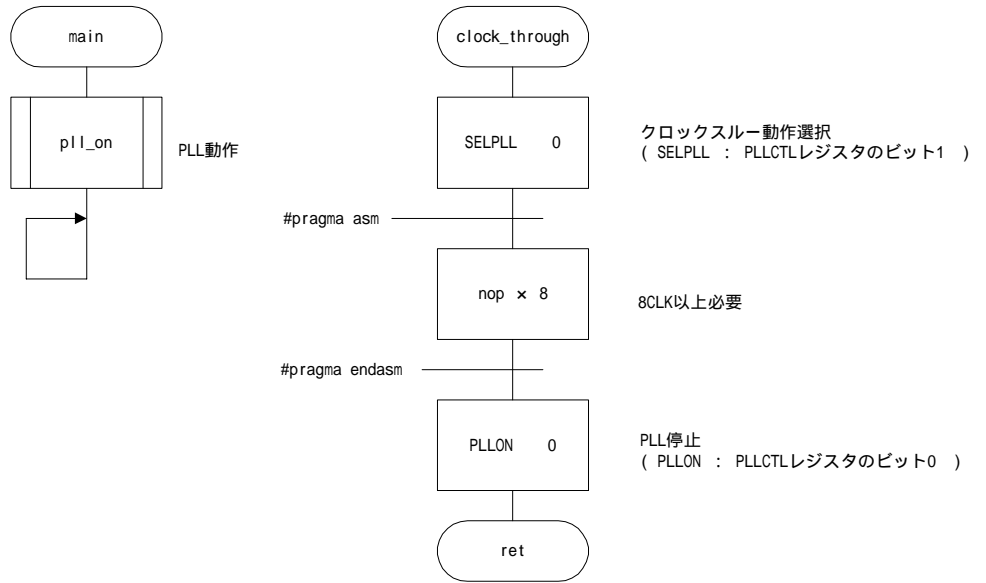 main
pll_on
PLL動作
clock_through
SELPLL 0
クロックスルー動作選択
( SELPLL : PLLCTLレジスタのビット1 )
#pragma asm
nop × 8
8CLK以上必要
#pragma endasm
PLLON 0
PLL停止
( PLLON : PLLCTLレジスタのビット0 )
ret